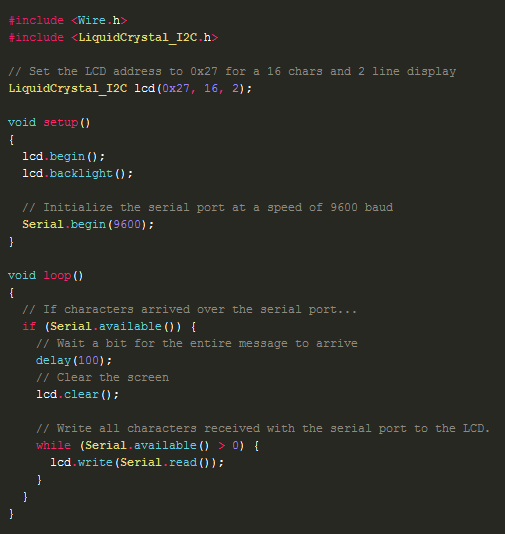 #include <Wire.h>
#include <LiquidCrystal_I2C.h>

// Set the LCD address to 0x27 for a 16 chars and 2 line display
LiquidCrystal_I2C lcd(0x27, 16, 2);

void setup()
{
  lcd.begin();
  lcd.backlight();

  // Initialize the serial port at a speed of 9600 baud
  Serial.begin(9600);
}

void loop()
{
  // If characters arrived over the serial port...
  if (Serial.available()) {
    // Wait a bit for the entire message to arrive
    delay(100);
    // Clear the screen
    lcd.clear();

    // Write all characters received with the serial port to the LCD.
    while (Serial.available() > 0) {
      lcd.write(Serial.read());
    }
  }
}